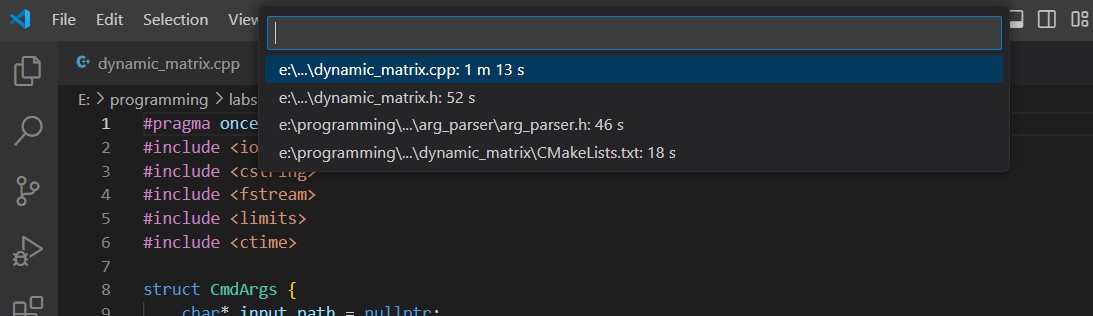 File Edit Selection View
e:\...\dynamic_matrix.cpp: 1 m 13 s
e:\...\dynamic_matrix.h: 52 s
e:\programming\...\arg_parser\arg_parser.h: 46 s
e:\programming\...\dynamic_matrix\CMakeLists.txt: 18 s
dynamic_matrix.cpp
E: > programming > labs
1 #pragma once
2 #include <io
3 #include <cstring>
4 #include <fstream>
5 #include <limits>
6 #include <ctime>
7
8 struct CmdArgs {
9 char* input_path = nullptr;